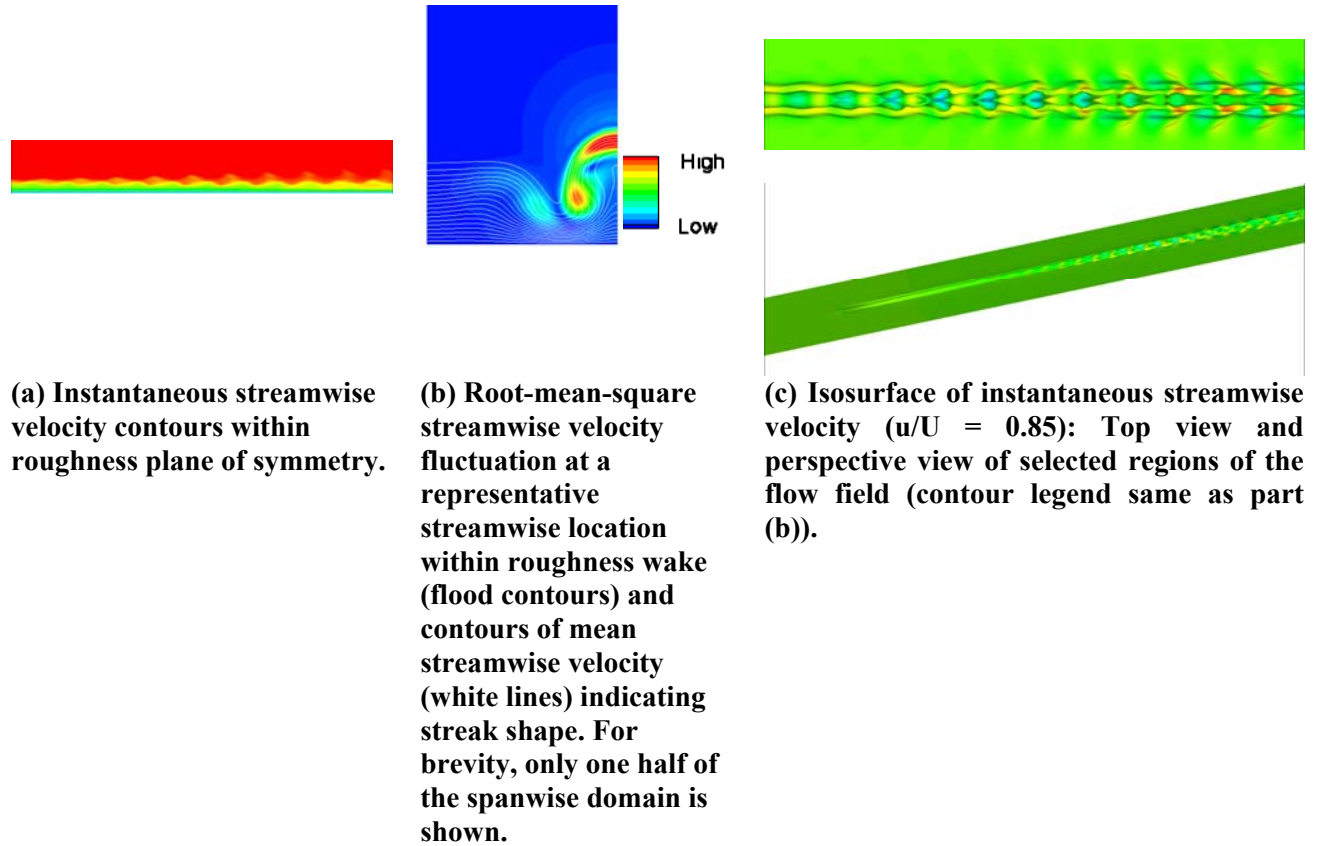 High
Low
(a) Instantaneous streamwise
velocity contours within
roughness plane of symmetry.
(b) Root-mean-square
streamwise velocity
fluctuation at a
representative
streamwise location
within roughness wake
(flood contours) and
contours of mean
streamwise velocity
(white lines) indicating
streak shape. For
brevity, only one half of
the spanwise domain is
shown.
(c) Isosurface of instantaneous streamwise
velocity (u/U = 0.85): Top view and
perspective view of selected regions of the
flow field (contour legend same as part
(b)).